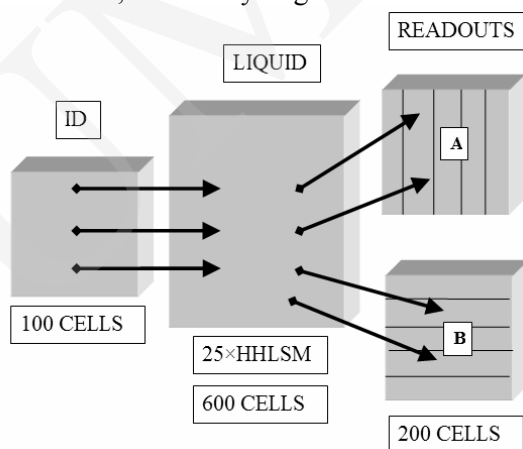 READOUTS
LIQUID
ID
A
B
100 CELLS
25×HHLSM
600 CELLS
200 CELLS